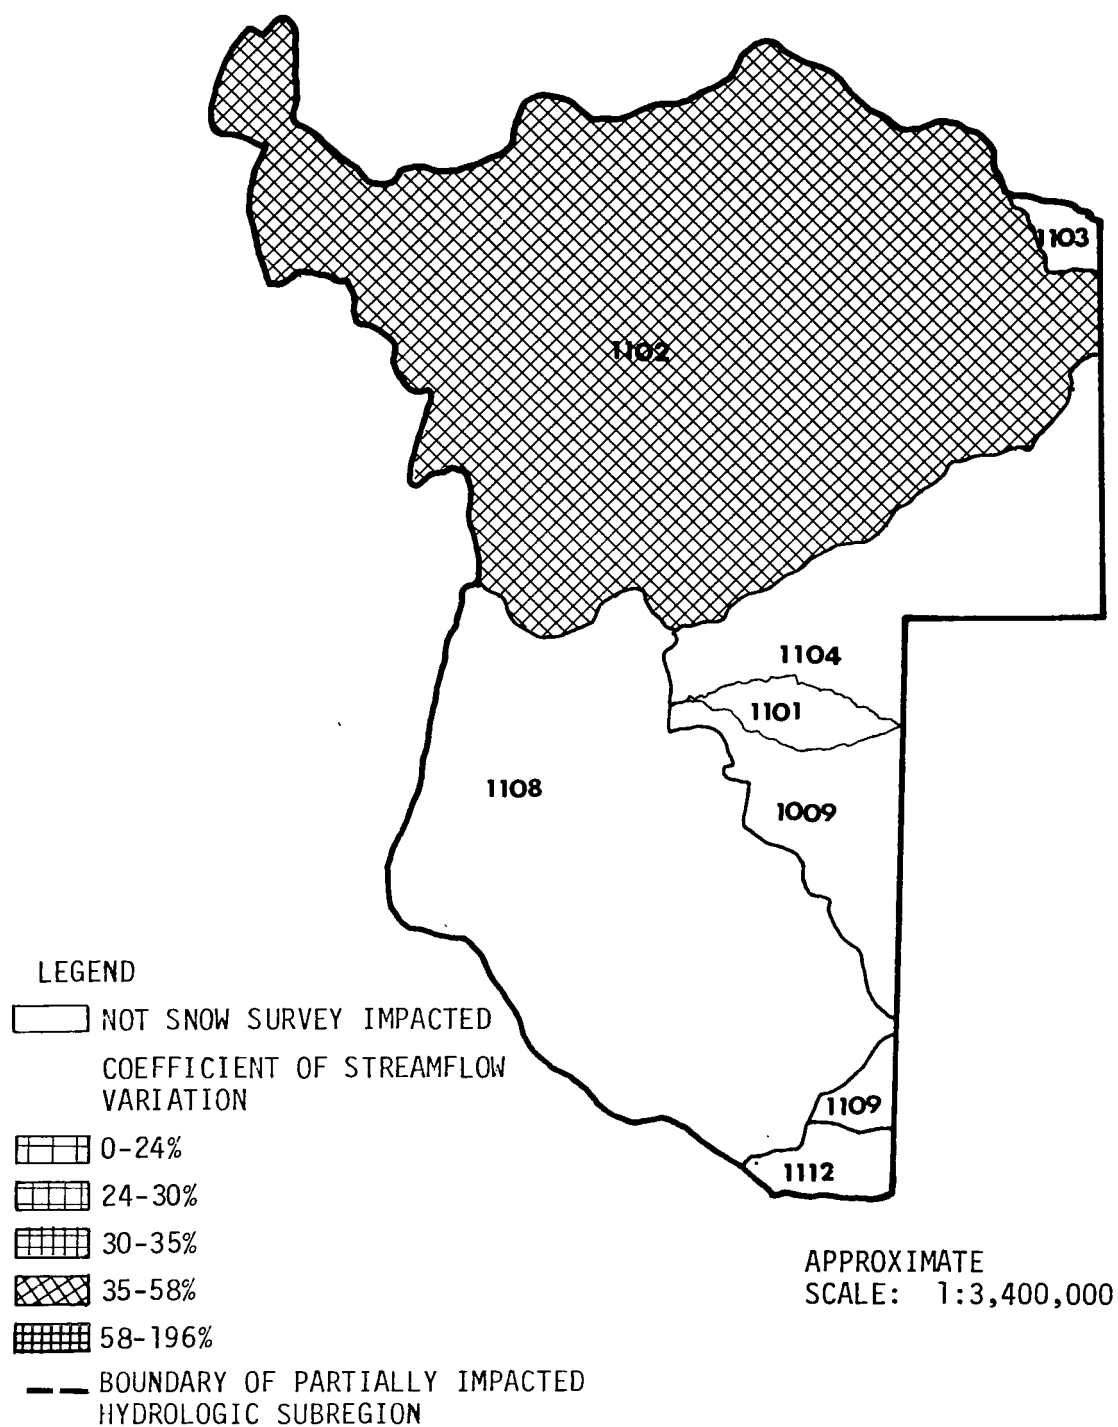 1103
1102
1104
1101
1108
1009
1109
1112
LEGEND
NOT SNOW SURVEY IMPACTED
COEFFICIENT OF STREAMFLOW
VARIATION
0-24%
24-30%
30-35%
35-58%
58-196%
BOUNDARY OF PARTIALLY IMPACTED
HYDROLOGIC SUBREGION
APPROXIMATE
SCALE: 1:3,400,000